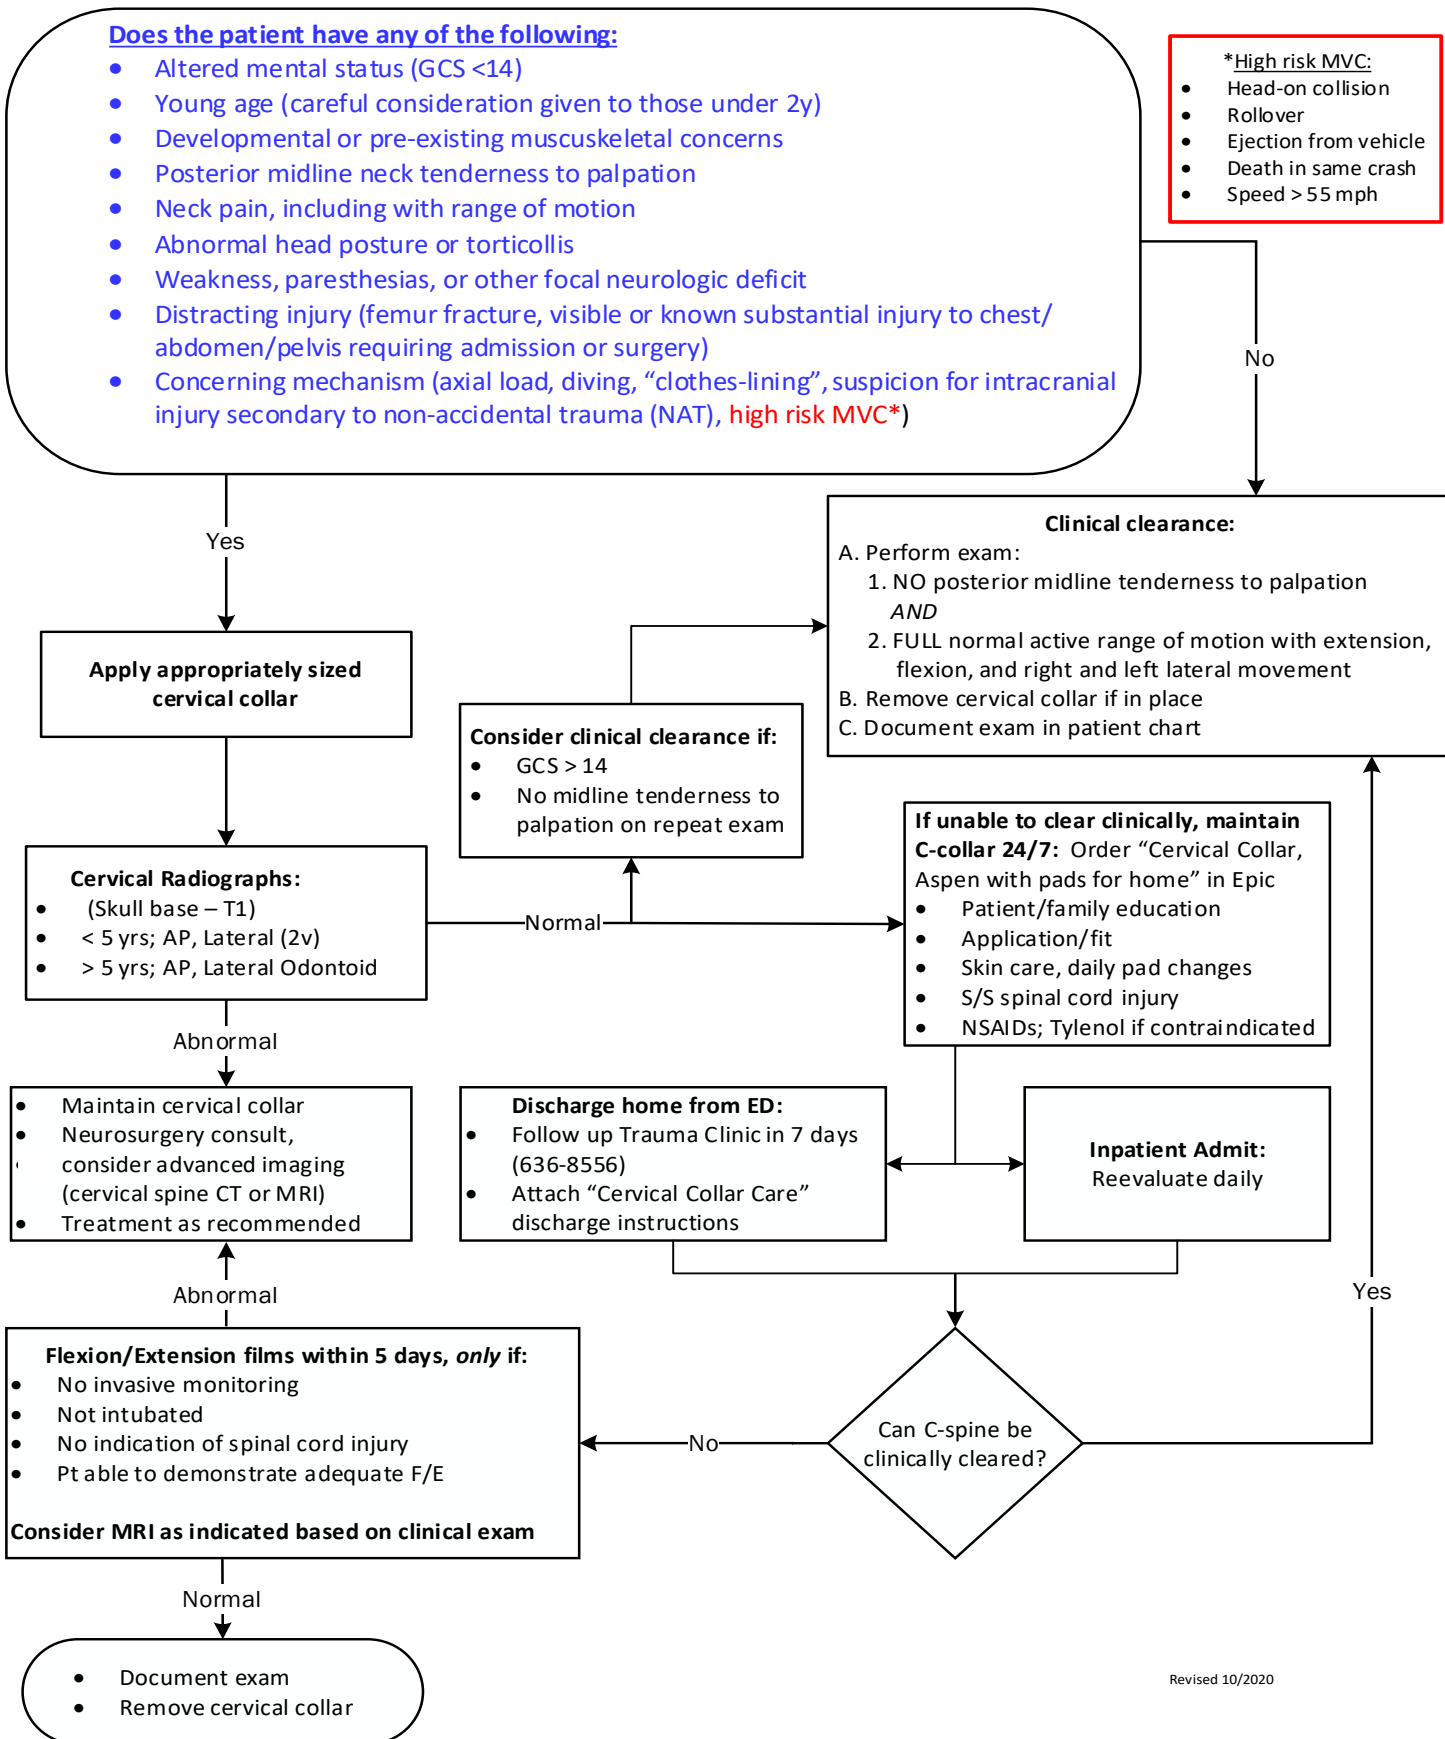 Does the patient have any of the following:
• Altered mental status (GCS <14)
• Young age (careful consideration given to those under 2y)
• Developmental or pre-existing muscuskeletal concerns
• Posterior midline neck tenderness to palpation
• Neck pain, including with range of motion
• Abnormal head posture or torticollis
• Weakness, paresthesias, or other focal neurologic deficit
• Distracting injury (femur fracture, visible or known substantial injury to chest/
abdomen/pelvis requiring admission or surgery)
• Concerning mechanism (axial load, diving, “clothes-lining”, suspicion for intracranial
injury secondary to non-accidental trauma (NAT), high risk MVC*)
*High risk MVC:
• Head-on collision
• Rollover
• Ejection from vehicle
• Death in same crash
• Speed > 55 mph
No
Yes
Clinical clearance:
A. Perform exam:
1. NO posterior midline tenderness to palpation
AND
2. FULL normal active range of motion with extension,
flexion, and right and left lateral movement
B. Remove cervical collar if in place
C. Document exam in patient chart
Apply appropriately sized
cervical collar
Consider clinical clearance if:
• GCS > 14
• No midline tenderness to
palpation on repeat exam
Cervical Radiographs:
• (Skull base – T1)
• < 5 yrs; AP, Lateral (2v)
• > 5 yrs; AP, Lateral Odontoid
Normal
If unable to clear clinically, maintain
C-collar 24/7: Order “Cervical Collar,
Aspen with pads for home” in Epic
• Patient/family education
• Application/fit
• Skin care, daily pad changes
• S/S spinal cord injury
• NSAIDs; Tylenol if contraindicated
Abnormal
• Maintain cervical collar
• Neurosurgery consult,
• consider advanced imaging
(cervical spine CT or MRI)
• Treatment as recommended
Discharge home from ED:
• Follow up Trauma Clinic in 7 days
(636-8556)
• Attach “Cervical Collar Care”
discharge instructions
Inpatient Admit:
Reevaluate daily
Abnormal
Yes
Flexion/Extension films within 5 days, only if:
• No invasive monitoring
• Not intubated
• No indication of spinal cord injury
• Pt able to demonstrate adequate F/E
Consider MRI as indicated based on clinical exam
No
Can C-spine be
clinically cleared?
Normal
• Document exam
• Remove cervical collar
Revised 10/2020